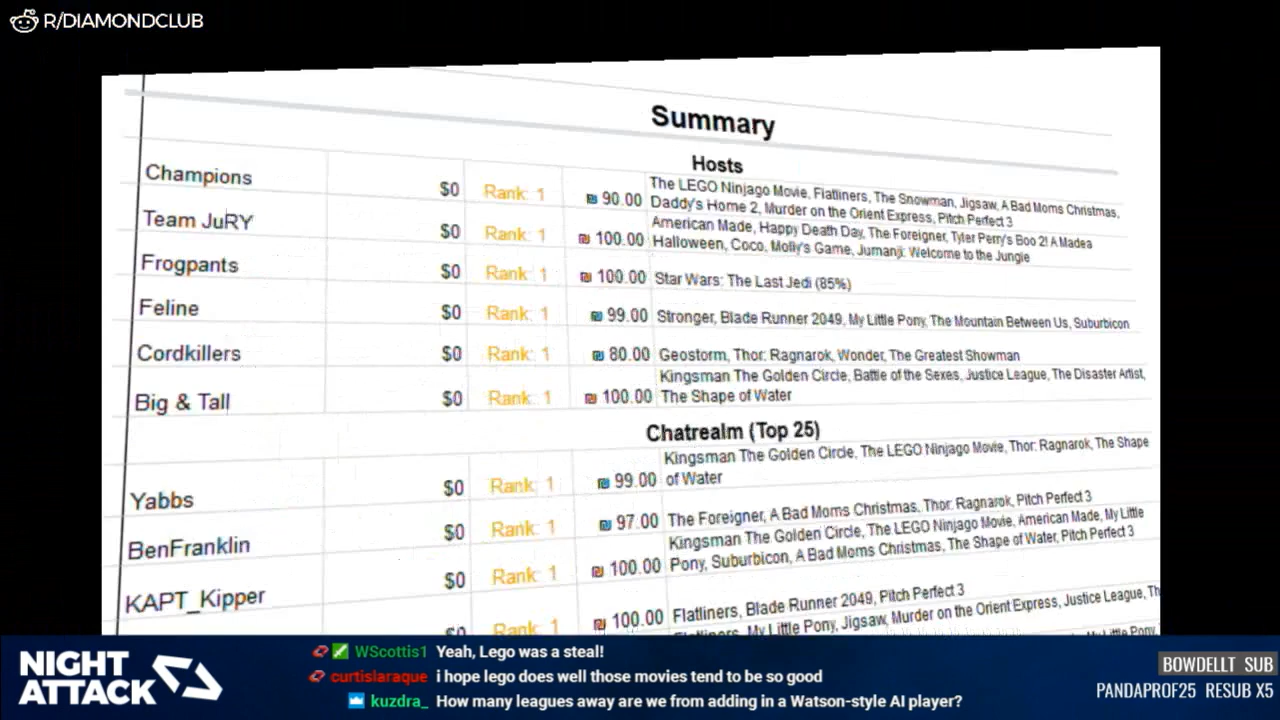 R/DIAMONDCLUB
Summary
Hosts
Champions $0 Rank: 1 ₪ 90.00 The LEGO Ninjago Movie, Flatliners, The Snowman, Jigsaw, A Bad Moms Christmas,
Daddy's Home 2, Murder on the Orient Express, Pitch Perfect 3
Team JuRY $0 Rank: 1 ₪ 100.00 American Made, Happy Death Day, The Foreigner, Tyler Perry's Boo 2! A Madea
Halloween, Coco, Molly's Game, Jumanji: Welcome to the Jungle
Frogpants $0 Rank: 1 ₪ 100.00 Star Wars: The Last Jedi (85%)
Feline $0 Rank: 1 ₪ 99.00 Stronger, Blade Runner 2049, My Little Pony, The Mountain Between Us, Suburbicon
Cordkillers $0 Rank: 1 ₪ 80.00 Geostorm, Thor: Ragnarok, Wonder, The Greatest Showman
Big & Tall $0 Rank: 1 ₪ 100.00 Kingsman The Golden Circle, Battle of the Sexes, Justice League, The Disaster Artist,
The Shape of Water
Chatrealm (Top 25)
Yabbs $0 Rank: 1 ₪ 99.00 Kingsman The Golden Circle, The LEGO Ninjago Movie, Thor: Ragnarok, The Shape
of Water
BenFranklin $0 Rank: 1 ₪ 97.00 The Foreigner, A Bad Moms Christmas, Thor: Ragnarok, Pitch Perfect 3
KAPT_Kipper $0 Rank: 1 ₪ 100.00 Kingsman The Golden Circle, The LEGO Ninjago Movie, American Made, My Little
Pony, Suburbicon, A Bad Moms Christmas, The Shape of Water, Pitch Perfect 3
$0 Rank: 1 ₪ 100.00 Flatliners, Blade Runner 2049, Pitch Perfect 3
Flatliners, My Little Pony, Jigsaw, Murder on the Orient Express, Justice League, Th
NIGHT
ATTACK
WScottis1 Yeah, Lego was a steal!
curtislaraque i hope lego does well those movies tend to be so good
kuzdra_ How many leagues away are we from adding in a Watson-style AI player?
BOWDELLT SUB
PANDAPROF25 RESUB X5